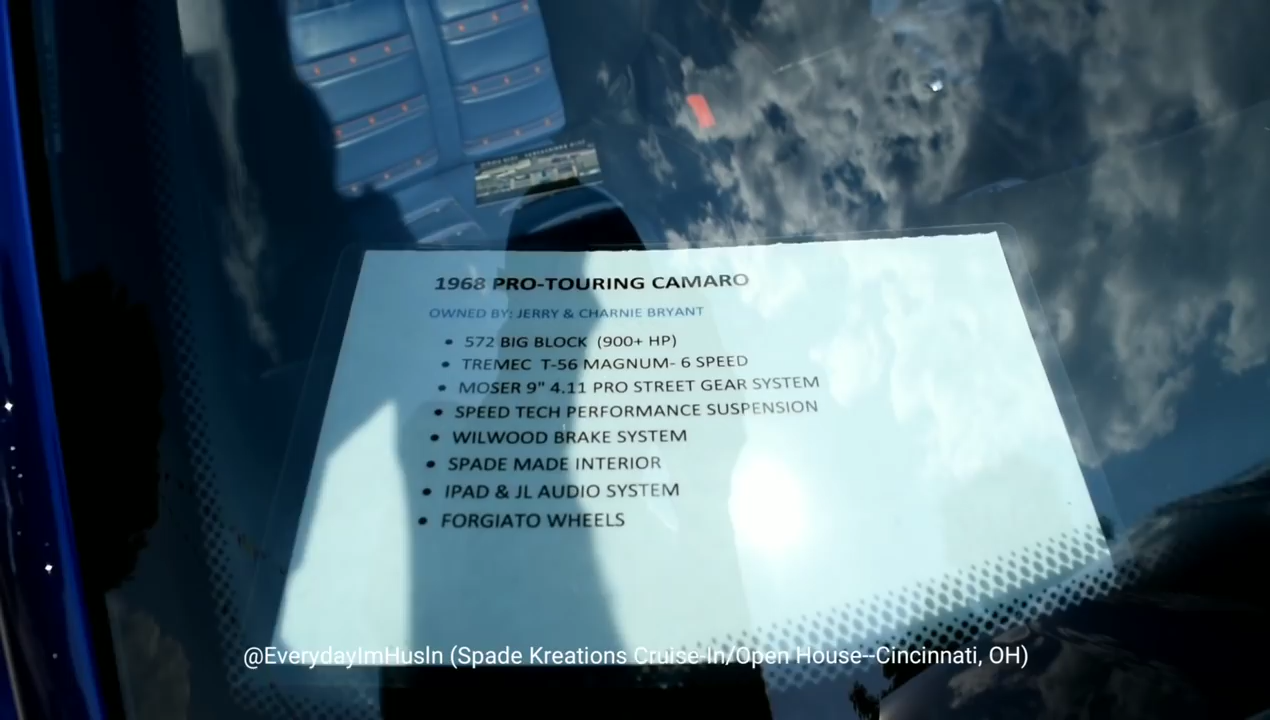 1968 PRO-TOURING CAMARO
OWNED BY: JERRY & CHARNIE BRYANT
• 572 BIG BLOCK (900+ HP)
• TREMEC T-56 MAGNUM- 6 SPEED
• MOSER 9" 4.11 PRO STREET GEAR SYSTEM
• SPEED TECH PERFORMANCE SUSPENSION
• WILWOOD BRAKE SYSTEM
• SPADE MADE INTERIOR
• IPAD & JL AUDIO SYSTEM
• FORGIATO WHEELS
@EverydayImHusln (Spade Kreations Cruise-In/Open House--Cincinnati, OH)